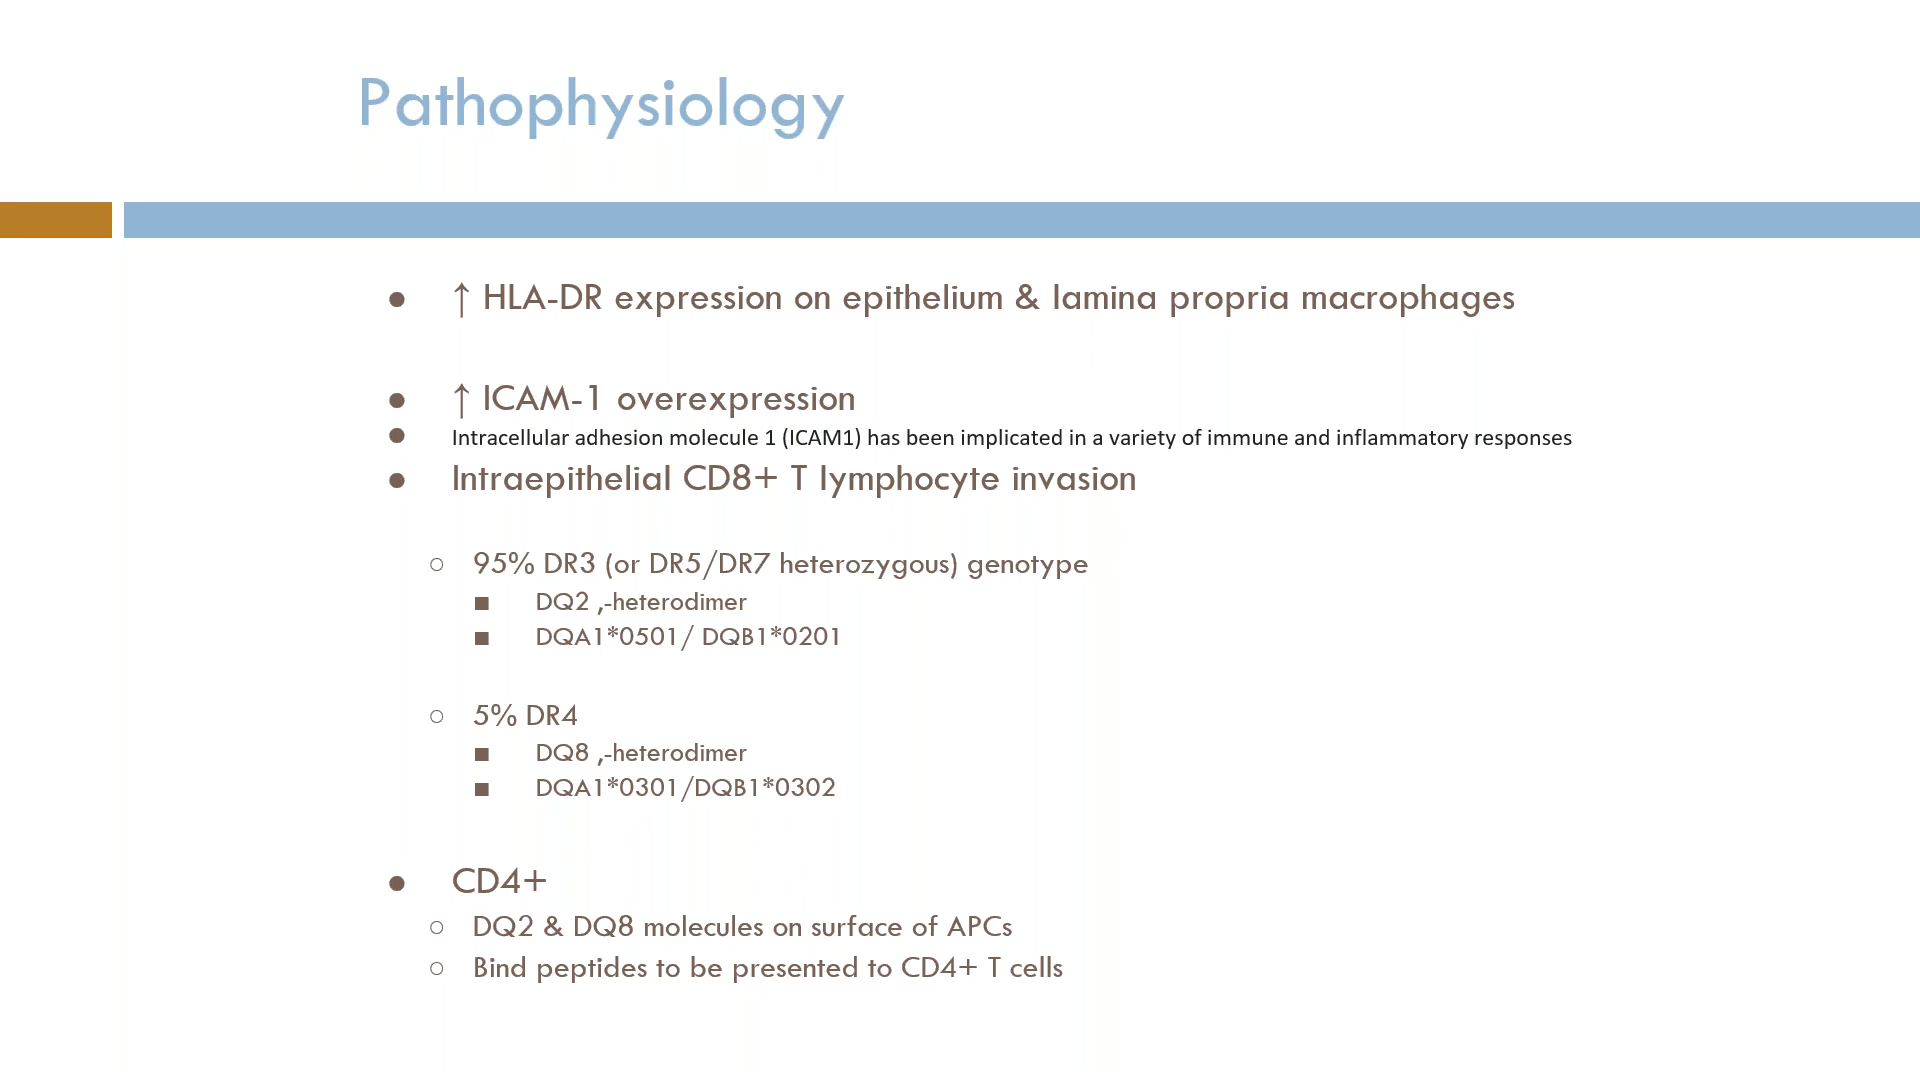 Pathophysiology
● ↑ HLA-DR expression on epithelium & lamina propria macrophages
● ↑ ICAM-1 overexpression
● Intracellular adhesion molecule 1 (ICAM1) has been implicated in a variety of immune and inflammatory responses
● Intraepithelial CD8+ T lymphocyte invasion
○ 95% DR3 (or DR5/DR7 heterozygous) genotype
■ DQ2 ,-heterodimer
■ DQA1*0501/ DQB1*0201
○ 5% DR4
■ DQ8 ,-heterodimer
■ DQA1*0301/DQB1*0302
● CD4+
○ DQ2 & DQ8 molecules on surface of APCs
○ Bind peptides to be presented to CD4+ T cells